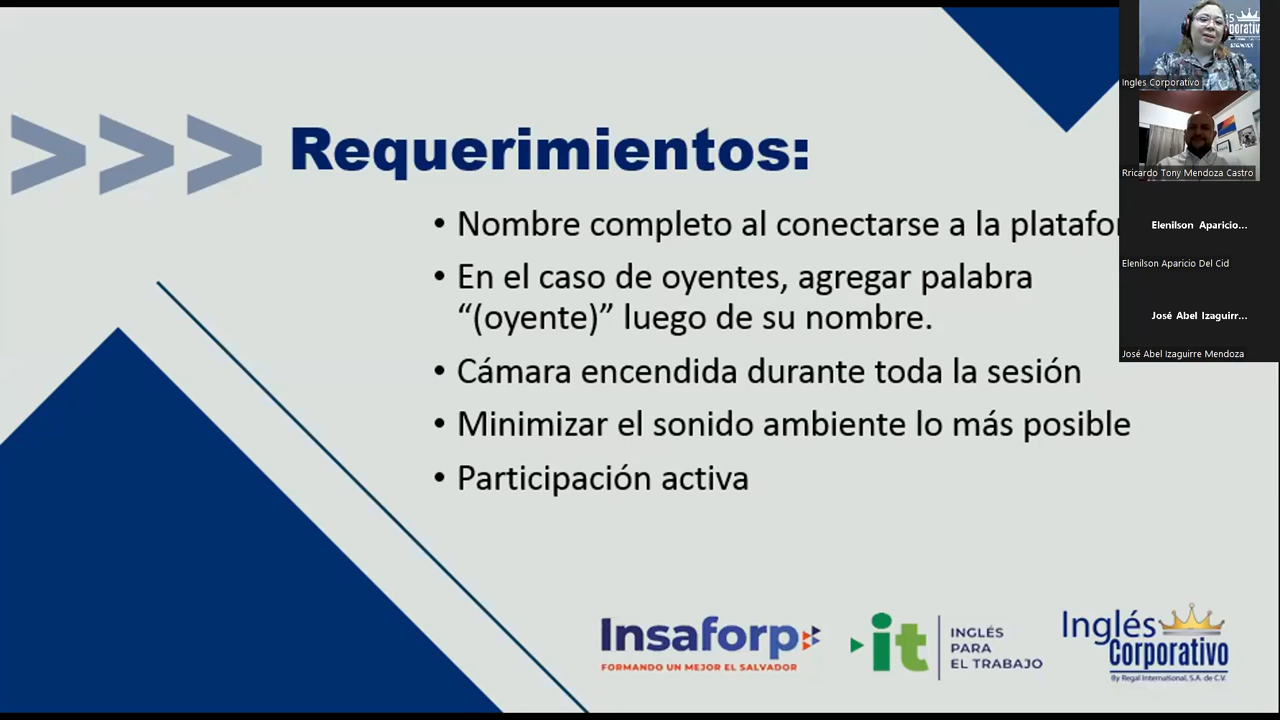 >>> Requerimientos:
• Nombre completo al conectarse a la platafor
• En el caso de oyentes, agregar palabra
“(oyente)” luego de su nombre.
• Cámara encendida durante toda la sesión
• Minimizar el sonido ambiente lo más posible
• Participación activa
Insaforp
FORMANDO UN MEJOR EL SALVADOR
it
INGLÉS
PARA
EL TRABAJO
Inglés
Corporativo
By Regal International, S.A. de C.V.
Ingles Corporativo
Rricardo Tony Mendoza Castro
Elenilson Aparicio...
Elenilson Aparicio Del Cid
José Abel Izaguirr...
José Abel Izaguirre Mendoza